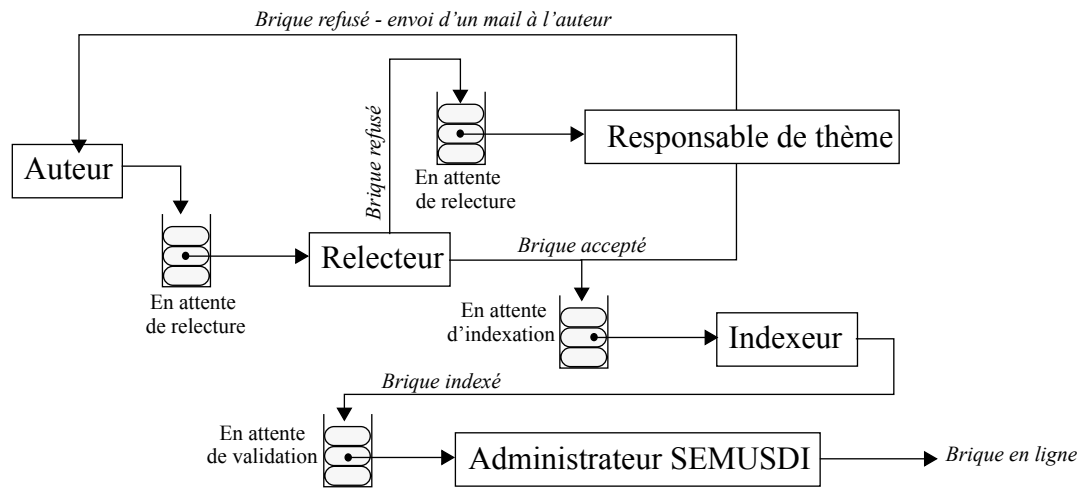 Brique refusé - envoi d'un mail à l'auteur
Brique refusé
Responsable de thème
Auteur
En attente
de relecture
Brique accepté
Relecteur
En attente
de relecture
En attente
d'indexation
Indexeur
Brique indexé
En attente
de validation
Administrateur SEMUSDI
Brique en ligne